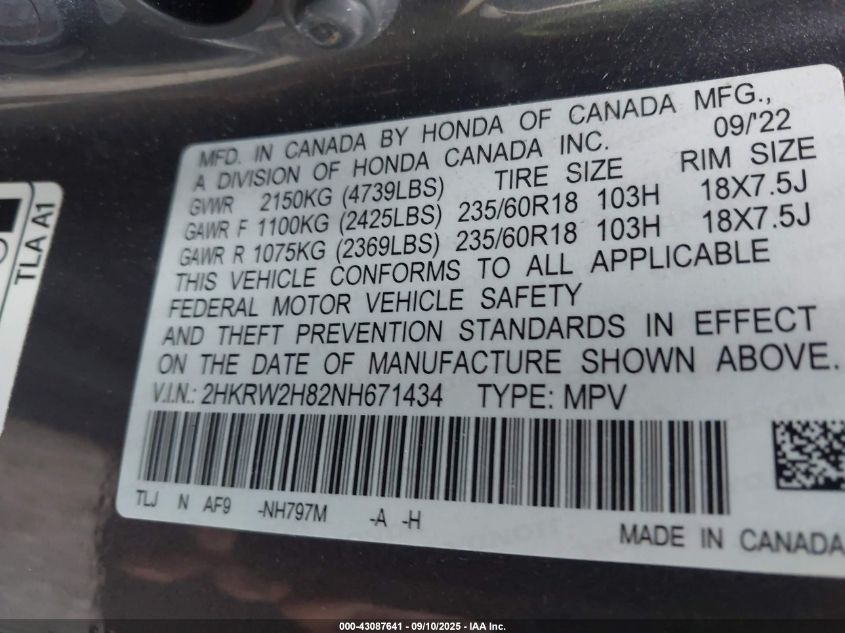 MFD. IN CANADA BY HONDA OF CANADA MFG.,
A DIVISION OF HONDA CANADA INC. 09/'22
GVWR 2150KG (4739LBS) TIRE SIZE RIM SIZE
GAWR F 1100KG (2425LBS) 235/60R18 103H 18X7.5J
GAWR R 1075KG (2369LBS) 235/60R18 103H 18X7.5J
THIS VEHICLE CONFORMS TO ALL APPLICABLE
FEDERAL MOTOR VEHICLE SAFETY
AND THEFT PREVENTION STANDARDS IN EFFECT
ON THE DATE OF MANUFACTURE SHOWN ABOVE.
V.I.N.: 2HKRW2H82NH671434 TYPE: MPV
TLJ N AF9 -NH797M -A -H
MADE IN CANADA
TLA A1
000-43087641 - 09/10/2025 - IAA Inc.